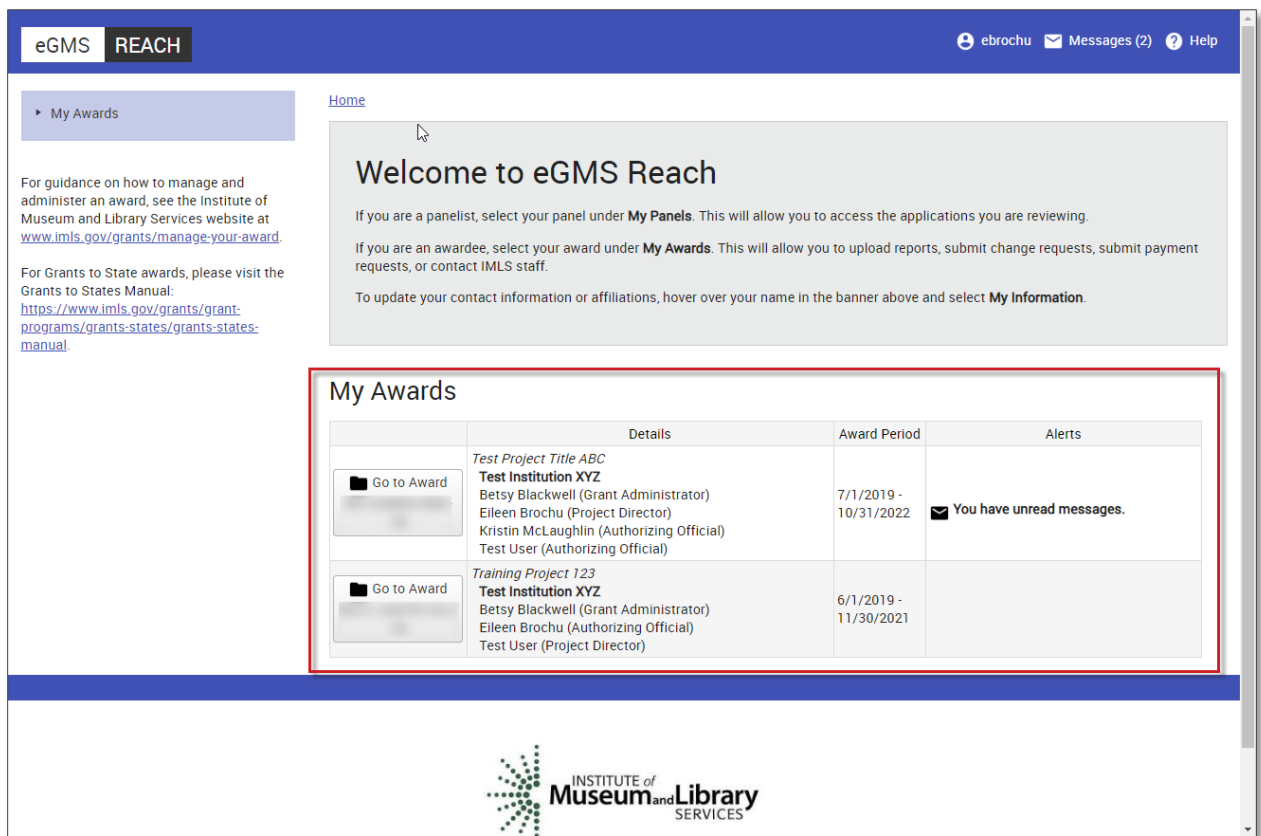 eGMS REACH
ebrochu Messages (2) Help
My Awards
For guidance on how to manage and
administer an award, see the Institute of
Museum and Library Services website at
www.imls.gov/grants/manage-your-award.
For Grants to State awards, please visit the
Grants to States Manual:
https://www.imls.gov/grants/grant-
programs/grants-states/grants-states-
manual.
Home
Welcome to eGMS Reach
If you are a panelist, select your panel under My Panels. This will allow you to access the applications you are reviewing.
If you are an awardee, select your award under My Awards. This will allow you to upload reports, submit change requests, submit payment
requests, or contact IMLS staff.
To update your contact information or affiliations, hover over your name in the banner above and select My Information.
My Awards
Details Award Period Alerts
Go to Award
Test Project Title ABC
Test Institution XYZ
Betsy Blackwell (Grant Administrator)
Eileen Brochu (Project Director)
Kristin McLaughlin (Authorizing Official)
Test User (Authorizing Official)
7/1/2019 -
10/31/2022
You have unread messages.
Go to Award
Training Project 123
Test Institution XYZ
Betsy Blackwell (Grant Administrator)
Eileen Brochu (Authorizing Official)
Test User (Project Director)
6/1/2019 -
11/30/2021
INSTITUTE of
Museum and Library
SERVICES